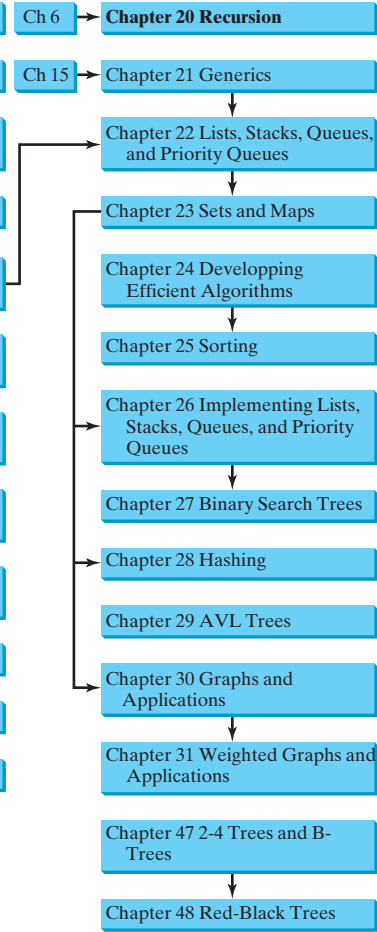 Ch 6
Chapter 20 Recursion
Ch 15
Chapter 21 Generics
Chapter 22 Lists, Stacks, Queues,
and Priority Queues
Chapter 23 Sets and Maps
Chapter 24 Developping
Efficient Algorithms
Chapter 25 Sorting
Chapter 26 Implementing Lists,
Stacks, Queues, and Priority
Queues
Chapter 27 Binary Search Trees
Chapter 28 Hashing
Chapter 29 AVL Trees
Chapter 30 Graphs and
Applications
Chapter 31 Weighted Graphs and
Applications
Chapter 47 2-4 Trees and B-
Trees
Chapter 48 Red-Black Trees